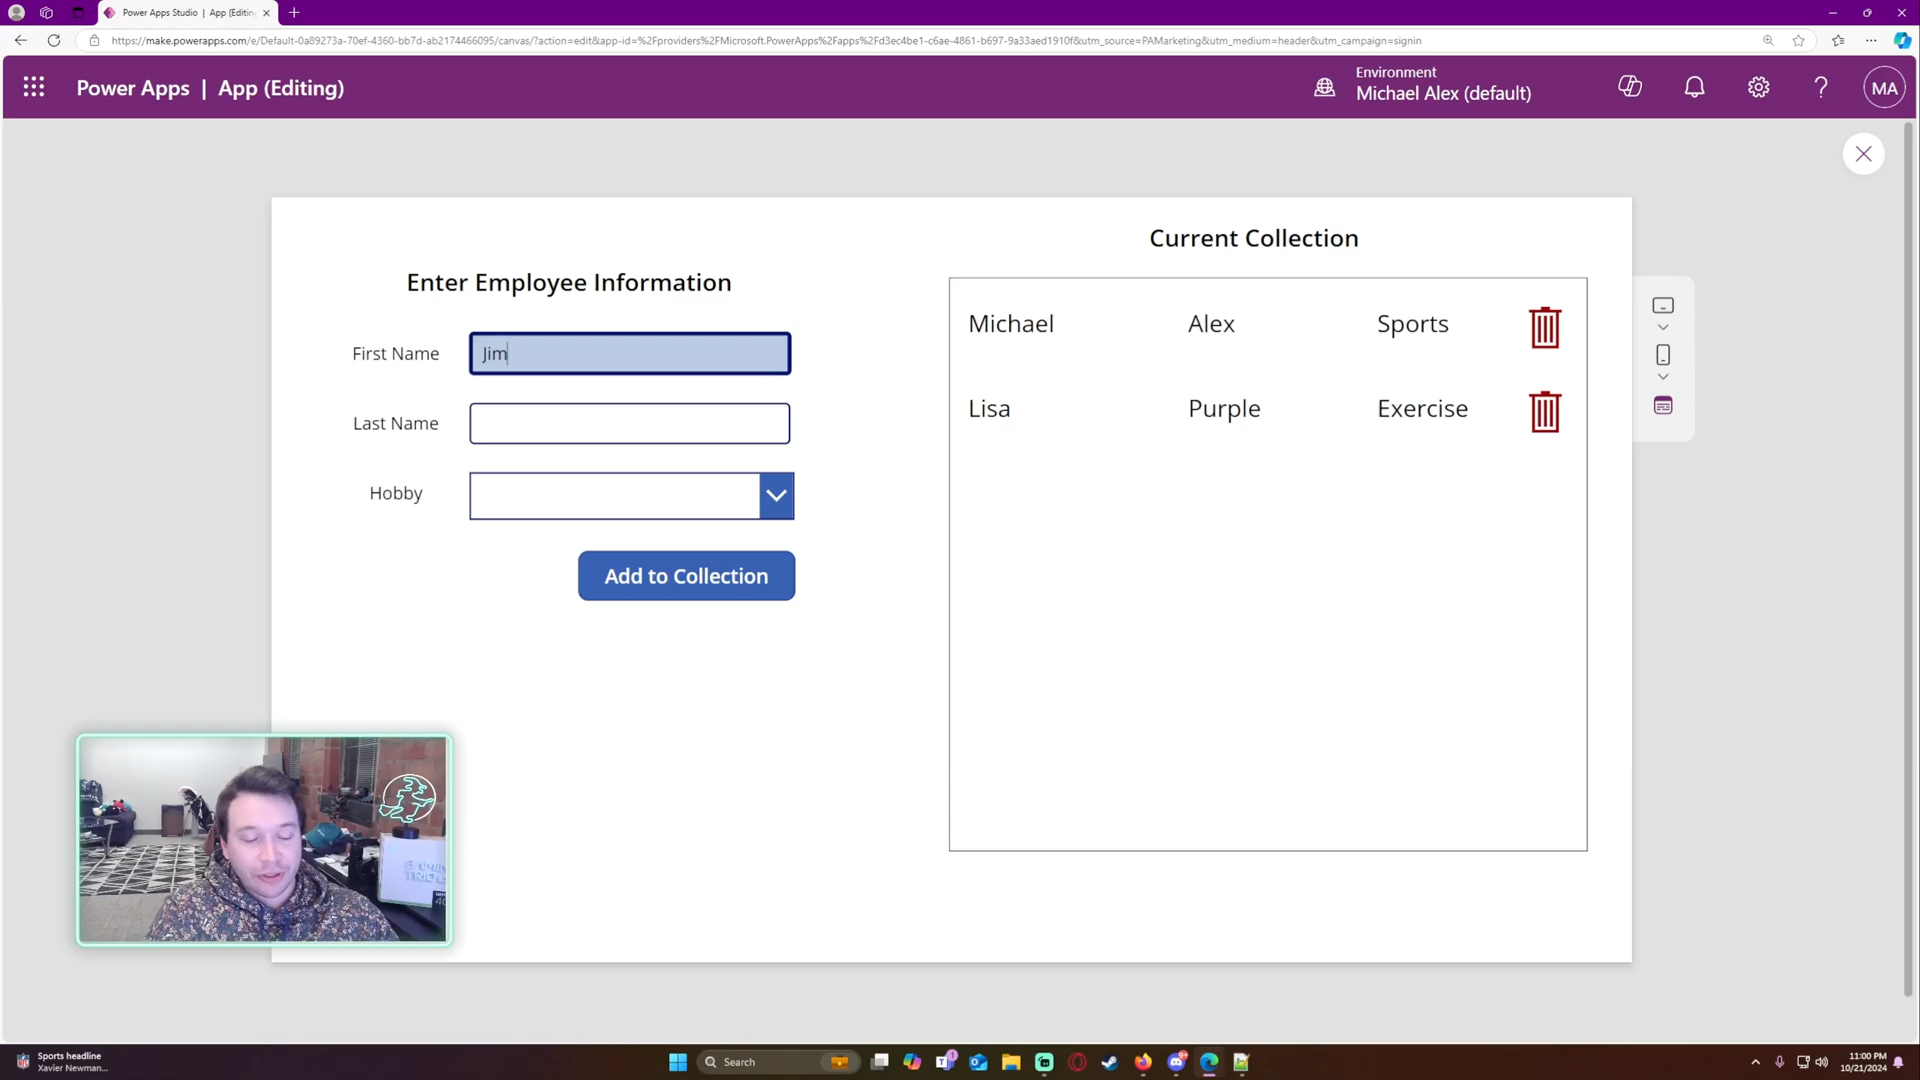 Power Apps Studio | App (Editin
https://make.powerapps.com/e/Default-0a89273a-70ef-4360-bb7d-ab2174466095/canvas/?action=edit&app-id=%2Fproviders%2FMicrosoft.PowerApps%2Fapps%2Fd3ec4be1-c6ae-4861-b697-9a33aed1910f&utm_source=PAMarketing&utm_medium=header&utm_campaign=signin
Power Apps | App (Editing)
Environment
Michael Alex (default)
MA
Current Collection
Enter Employee Information
First Name Jim
Last Name
Hobby
Add to Collection
Michael Alex Sports
Lisa Purple Exercise
Sports headline
Xavier Newman...
Search
11:00 PM
10/21/2024